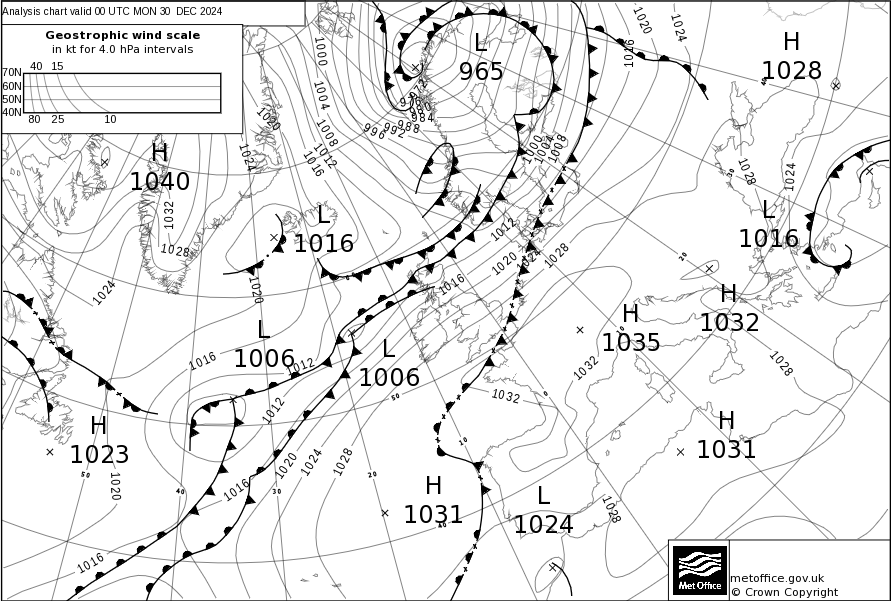 Analysis chart valid 00 UTC MON 30 DEC 2024
Geostrophic wind scale
in kt for 4.0 hPa intervals
40 15
70N
60N
50N
40N
80 25 10
L
965
H
1028
H
1040
L
1016
L
1016
H
1032
H
1035
L
1006
L
1006
H
1023
H
1031
H
1031
L
1024
1000
1004
1008
1012
1016
1020
1024
1032
1028
1020
1024
972
980
984
988
992
996
1016
1020
1024
1000
1004
1008
1012
1016
1020
1024
1028
1028
1024
1016
1012
1012
1032
1032
1028
1028
1016
1020
1024
1028
1020
1016
50
40
30
20
10
0
50
40
10
20
30
Met Office
metoffice.gov.uk
© Crown Copyright